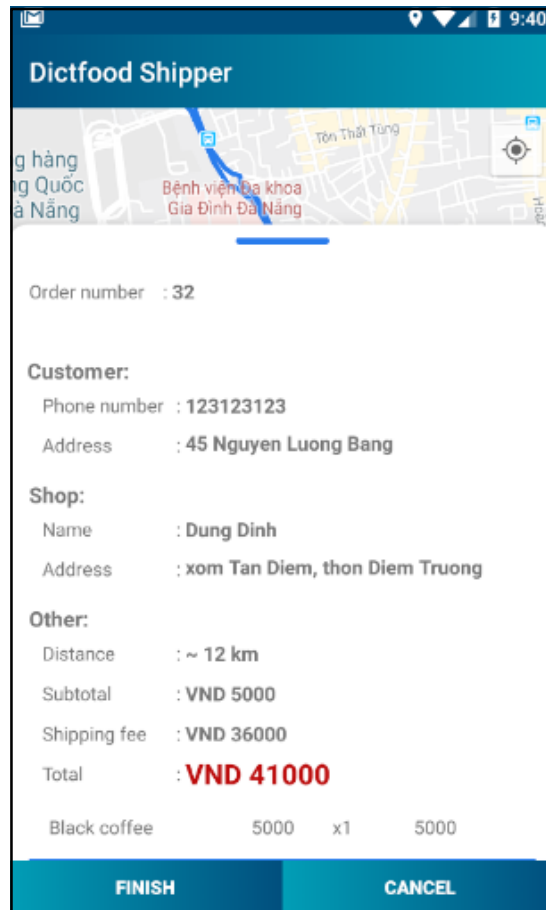 9:40
Dictfood Shipper
Tôn Thất Tùng
g hàng
g Quốc
à Nẵng
Bệnh viện Đa khoa
Gia Đình Đà Nẵng
Order number : 32
Customer:
Phone number : 123123123
Address : 45 Nguyen Luong Bang
Shop:
Name : Dung Dinh
Address : xom Tan Diem, thon Diem Truong
Other:
Distance : ~ 12 km
Subtotal : VND 5000
Shipping fee : VND 36000
Total : VND 41000
Black coffee 5000 x1 5000
FINISH CANCEL